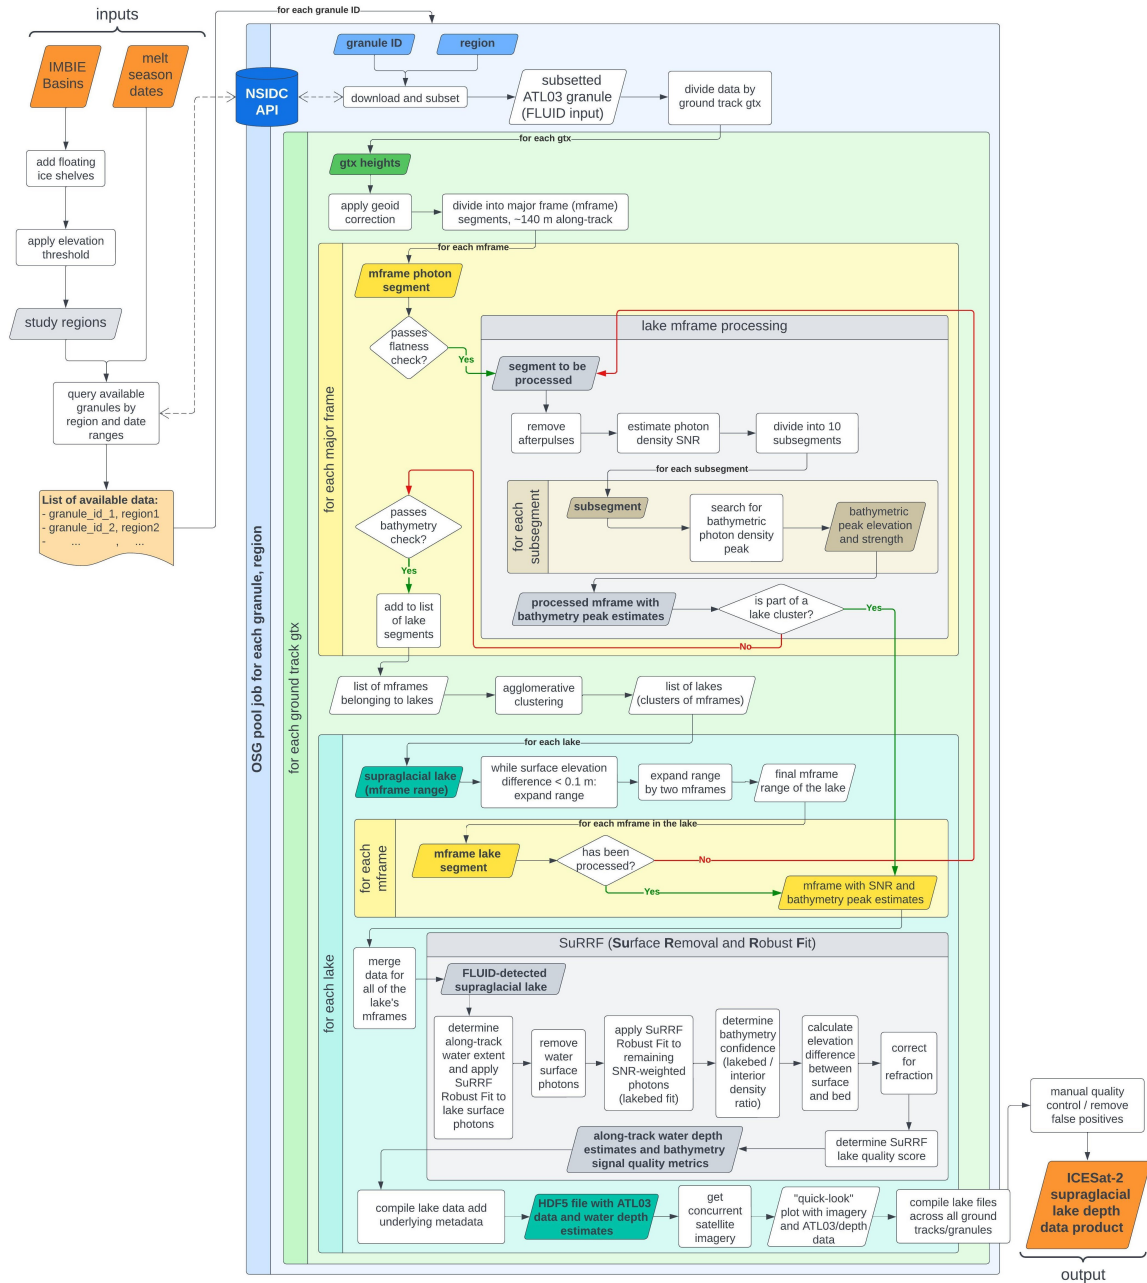 inputs
for each granule ID
IMBIE
Basins
melt
season
dates
granule ID
region
NSIDC
API
download and subset
subsetted
ATL03 granule
(FLUID input)
divide data by
ground track gtx
add floating
ice shelves
apply elevation
threshold
study regions
query available
granules by
region and date
ranges
List of available data:
- granule_id_1, region1
- granule_id_2, region2
- ... , ...
OSG pool job for each granule, region
for each gtx
for each ground track gtx
gtx heights
apply geoid
correction
divide into major frame (mframe)
segments, ~140 m along-track
for each mframe
for each major frame
mframe photon
segment
passes
flatness
check?
Yes
lake mframe processing
segment to be
processed
remove
afterpulses
estimate photon
density SNR
divide into 10
subsegments
for each subsegment
for each
subsegment
subsegment
search for
bathymetric
photon density
peak
bathymetric
peak elevation
and strength
passes
bathymetry
check?
Yes
add to list
of lake
segments
processed mframe with
bathymetry peak estimates
is part of a
lake cluster?
Yes
No
list of mframes
belonging to lakes
agglomerative
clustering
list of lakes
(clusters of mframes)
for each lake
for each lake
supraglacial lake
(mframe range)
while surface elevation
difference < 0.1 m:
expand range
expand range
by two mframes
final mframe
range of the lake
for each mframe in the lake
for each
mframe
mframe lake
segment
has been
processed?
No
Yes
mframe with SNR and
bathymetry peak estimates
merge
data for
all of the
lake's
mframes
SuRRF (Surface Removal and Robust Fit)
FLUID-detected
supraglacial lake
determine
along-track
water extent
and apply
SuRRF
Robust Fit to
lake surface
photons
remove
water
surface
photons
apply SuRRF
Robust Fit to
remaining
SNR-weighted
photons
(lakebed fit)
determine
bathymetry
confidence
(lakebed /
interior
density
ratio)
calculate
elevation
difference
between
surface
and bed
correct
for
refraction
determine SuRRF
lake quality score
along-track water depth
estimates and bathymetry
signal quality metrics
compile lake data add
underlying metadata
HDF5 file with ATL03
data and water depth
estimates
get
concurrent
satellite
imagery
"quick-look"
plot with imagery
and ATL03/depth
data
compile lake files
across all ground
tracks/granules
manual quality
control / remove
false positives
ICESat-2
supraglacial
lake depth
data product
output